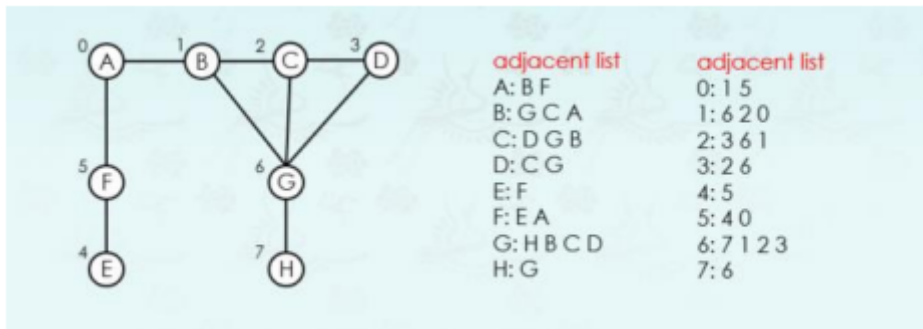 0 A 1 B 2 C 3 D
5 F 6 G
4 E 7 H
adjacent list
A: B F
B: G C A
C: D G B
D: C G
E: F
F: E A
G: H B C D
H: G
adjacent list
0: 1 5
1: 6 2 0
2: 3 6 1
3: 2 6
4: 5
5: 4 0
6: 7 1 2 3
7: 6